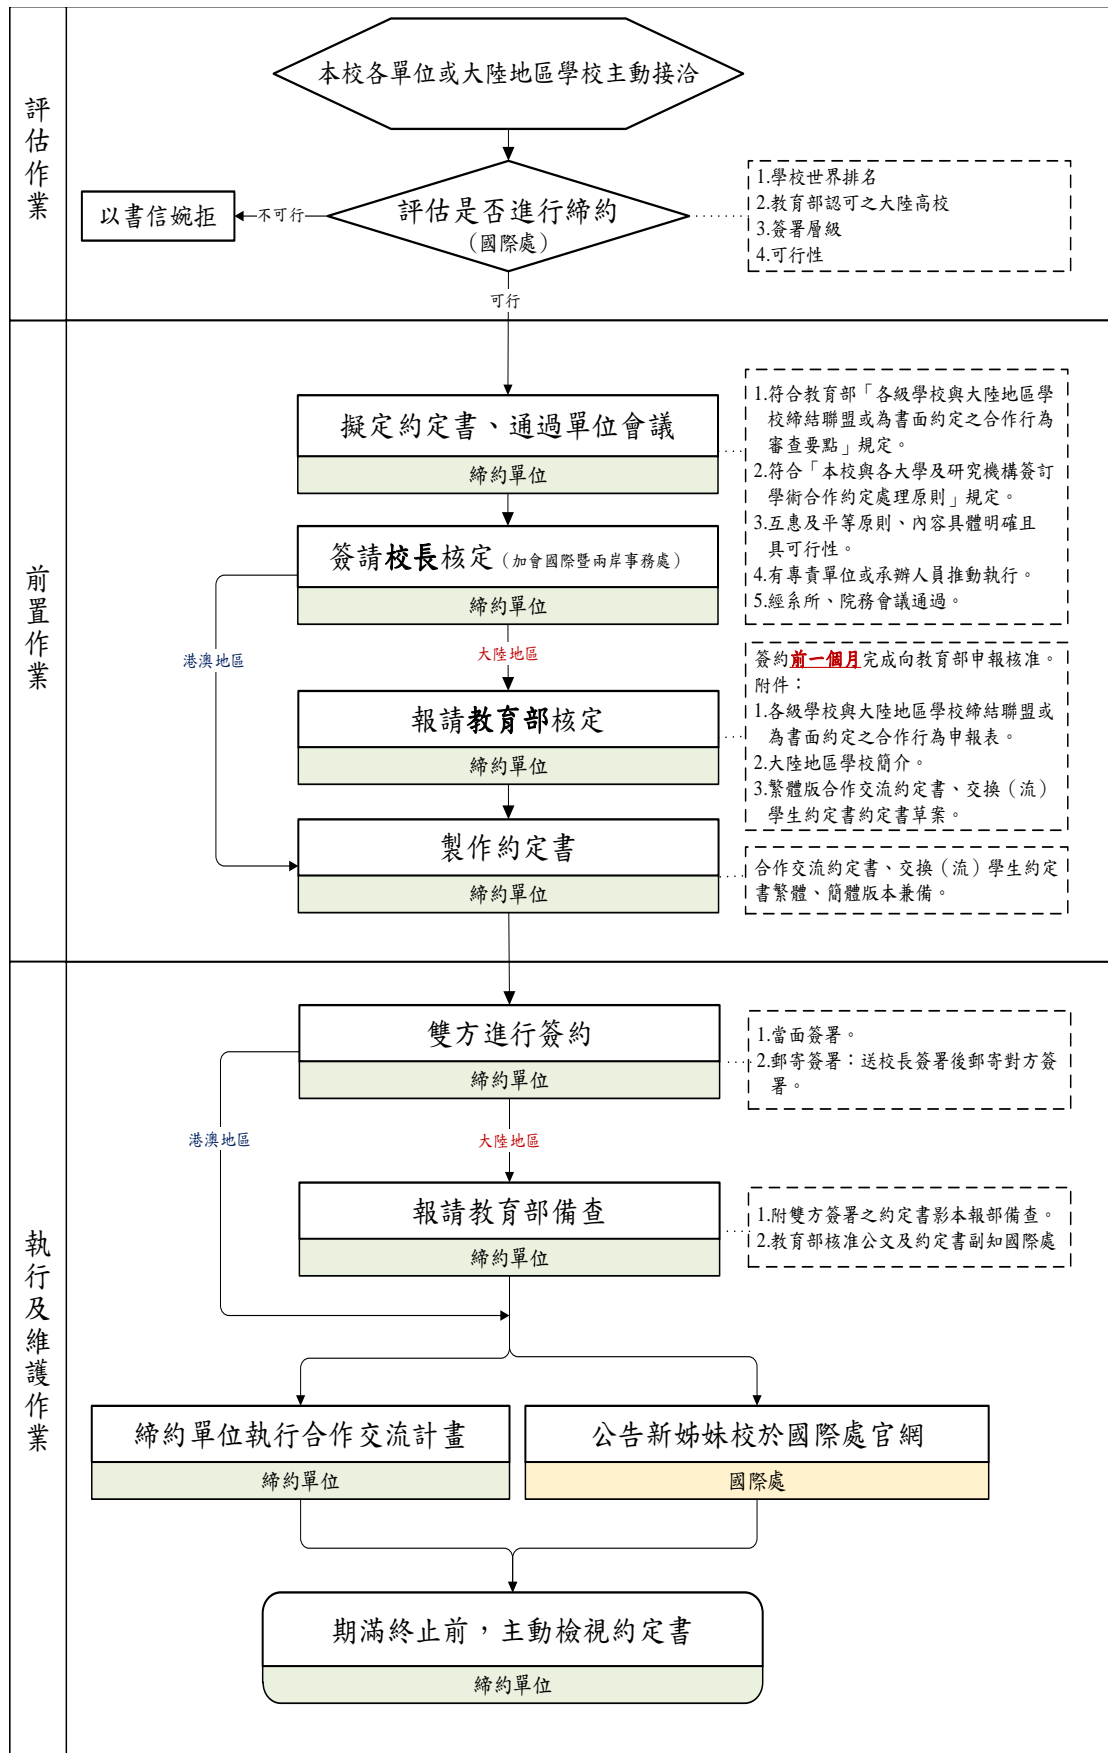 評估作業
本校各單位或大陸地區學校主動接洽
評估是否進行締約
（國際處）
不可行
以書信婉拒
1.學校世界排名
2.教育部認可之大陸高校
3.簽署層級
4.可行性
可行
前置作業
擬定約定書、通過單位會議
締約單位
1.符合教育部「各級學校與大陸地區學
校締結聯盟或為書面約定之合作行為
審查要點」規定。
2.符合「本校與各大學及研究機構簽訂
學術合作約定處理原則」規定。
3.互惠及平等原則、內容具體明確且
具可行性。
4.有專責單位或承辦人員推動執行。
5.經系所、院務會議通過。
簽請校長核定（加會國際暨兩岸事務處）
締約單位
港澳地區
大陸地區
報請教育部核定
締約單位
簽約前一個月完成向教育部申報核准。
附件：
1.各級學校與大陸地區學校締結聯盟或
為書面約定之合作行為申報表。
2.大陸地區學校簡介。
3.繁體版合作交流約定書、交換（流）
學生約定書約定書草案。
製作約定書
締約單位
合作交流約定書、交換（流）學生約定
書繁體、簡體版本兼備。
執行及維護作業
雙方進行簽約
締約單位
1.當面簽署。
2.郵寄簽署：送校長簽署後郵寄對方簽
署。
港澳地區
大陸地區
報請教育部備查
締約單位
1.附雙方簽署之約定書影本報部備查。
2.教育部核准公文及約定書副知國際處
締約單位執行合作交流計畫
締約單位
公告新姊妹校於國際處官網
國際處
期滿終止前，主動檢視約定書
締約單位